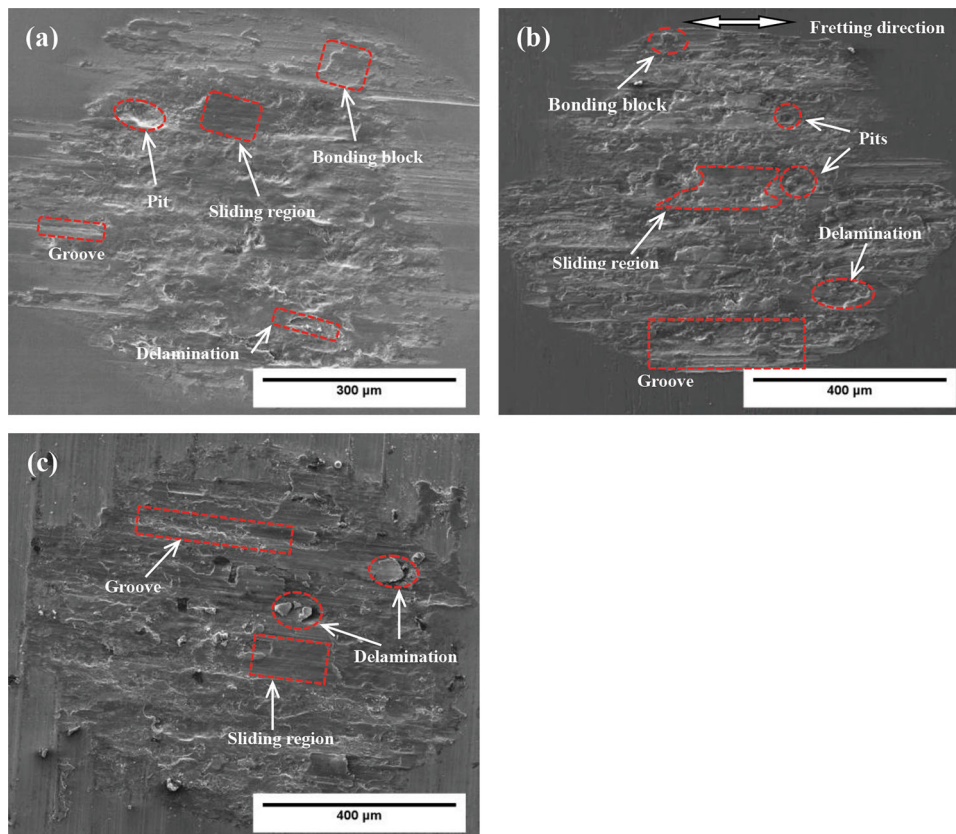 (a)
Bonding block
Pit
Sliding region
Groove
Delamination
300 µm
(b)
Fretting direction
Bonding block
Pits
Sliding region
Delamination
Groove
400 µm
(c)
Groove
Delamination
Sliding region
400 µm